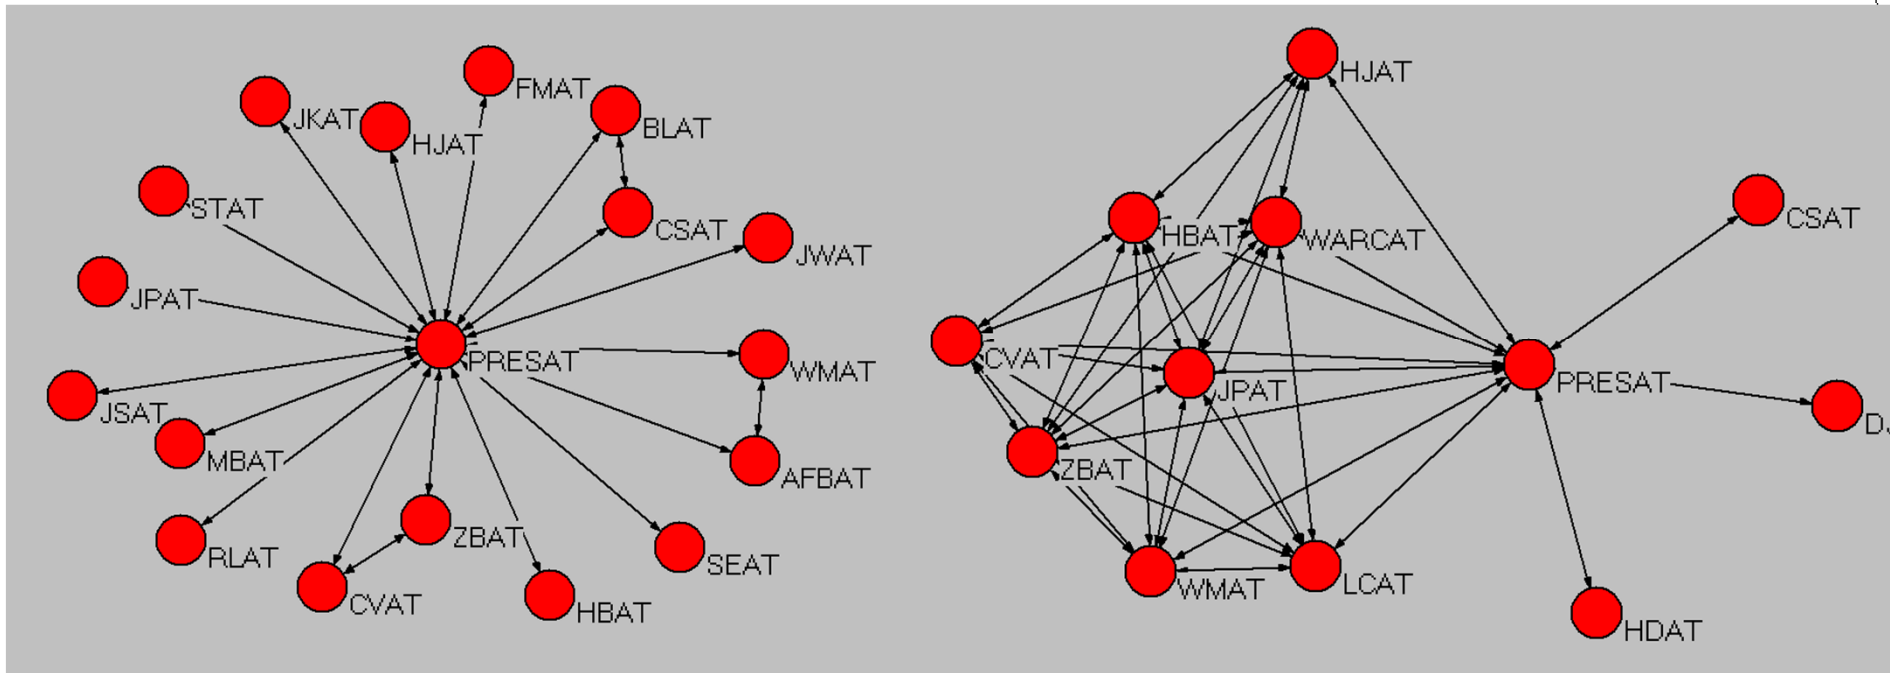 FMAT
JKAT
BLAT
HJAT
STAT
CSAT
JWAT
JPAT
PRESAT
WMAT
JSAT
MBAT
AFBAT
RLAT
ZBAT
SEAT
CVAT
HBAT
HJAT
CSAT
HBAT
WARCAT
CVAT
PRESAT
JPAT
ZBAT
WMAT
LCAT
HDAT